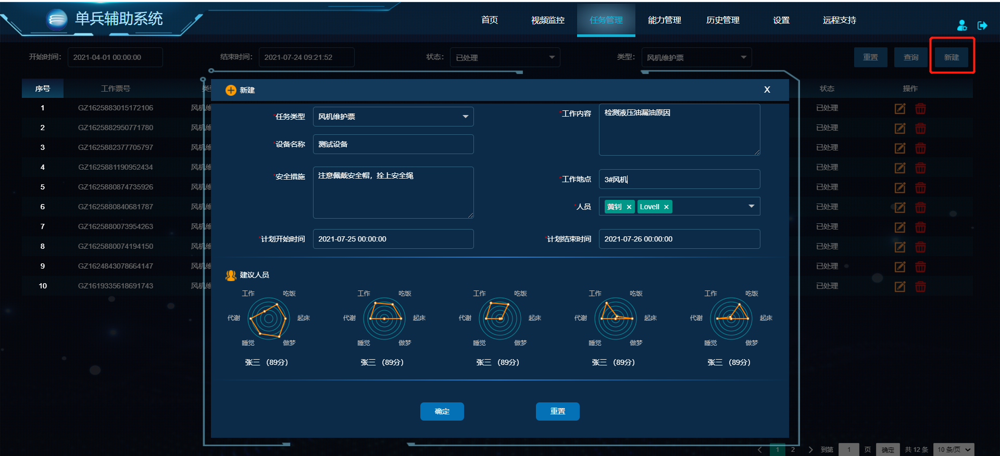 单兵辅助系统
首页 视频监控 任务管理 能力管理 历史管理 设置 远程支持
开始时间: 2021-04-01 00:00:00 结束时间: 2021-07-24 09:21:52 状态: 已处理 类型: 风机维护票 重置 查询 新建
序号 工作票号 状态 操作
1 GZ1625883015172106 风机 已处理
2 GZ1625882950771780 风机 已处理
3 GZ1625882377705797 风机 已处理
4 GZ1625881190952434 风机 已处理
5 GZ1625880874735926 风机 已处理
6 GZ1625880840681787 风机 已处理
7 GZ1625880073954263 风机 已处理
8 GZ1625880074194150 风机 已处理
9 GZ1624843078664147 风机 已处理
10 GZ1619335618691743 风机 已处理
新建 X
*任务类型 风机维护票
*工作内容 检测液压油漏油原因
*设备名称 测试设备
*安全措施 注意佩戴安全帽，拴上安全绳
*工作地点 3#风机
*人员 黄钊 × Lovell ×
*计划开始时间 2021-07-25 00:00:00
*计划结束时间 2021-07-26 00:00:00
建议人员
工作 吃饭 工作 吃饭 工作 吃饭 工作 吃饭 工作 吃饭
代谢 起床 代谢 起床 代谢 起床 代谢 起床 代谢 起床
睡觉 做梦 睡觉 做梦 睡觉 做梦 睡觉 做梦 睡觉 做梦
张三（89分） 张三（89分） 张三（89分） 张三（89分） 张三（89分）
确定 重置
1 2 到第 1 页 确定 共 12 条 10 条/页